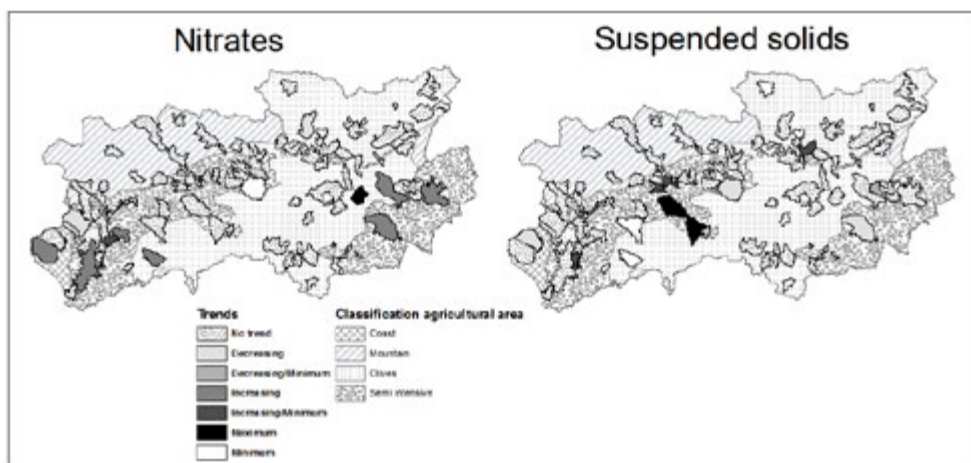 Nitrates
Suspended solids
Trends
No trend
Decreasing
Decreasing/Minimum
Increasing
Increasing/Minimum
Maximum
Minimum
Classification agricultural area
Coast
Mountain
Olives
Semi intensive